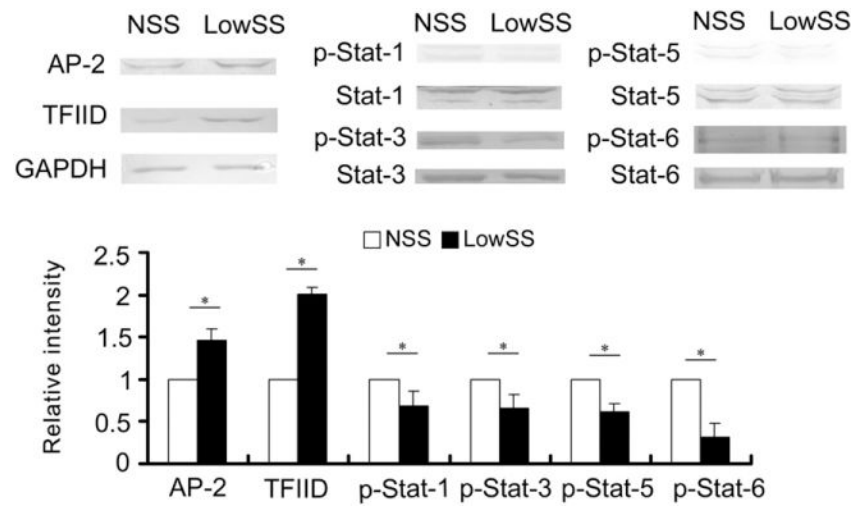 NSS LowSS
AP-2
TFIID
GAPDH
NSS LowSS
p-Stat-1
Stat-1
p-Stat-3
Stat-3
NSS LowSS
p-Stat-5
Stat-5
p-Stat-6
Stat-6
NSS LowSS
Relative intensity
2.5
2
1.5
1
0.5
0
* * * * * *
AP-2 TFIID p-Stat-1 p-Stat-3 p-Stat-5 p-Stat-6